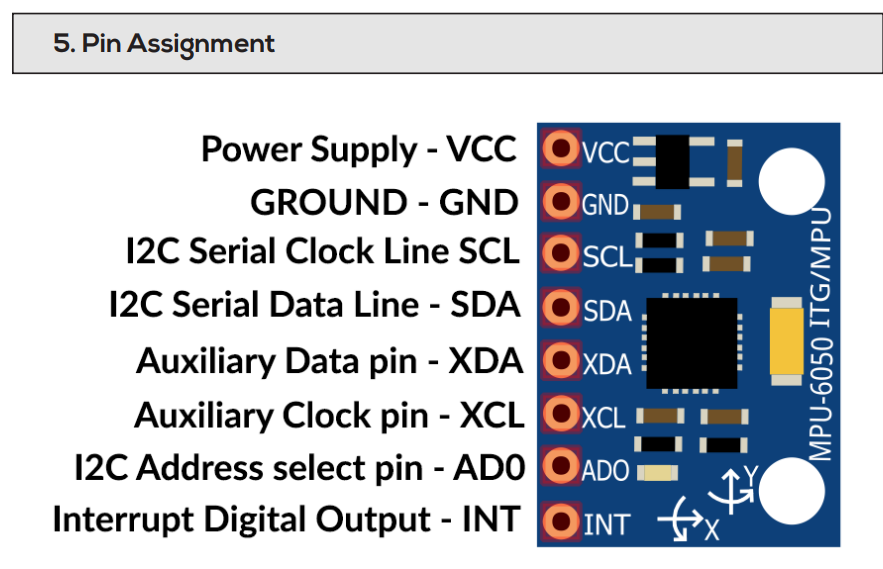 5. Pin Assignment
Power Supply - VCC
GROUND - GND
I2C Serial Clock Line SCL
I2C Serial Data Line - SDA
Auxiliary Data pin - XDA
Auxiliary Clock pin - XCL
I2C Address select pin - AD0
Interrupt Digital Output - INT
VCC
GND
SCL
SDA
XDA
XCL
ADO
INT
MPU-6050 ITG/MPU
Y
X